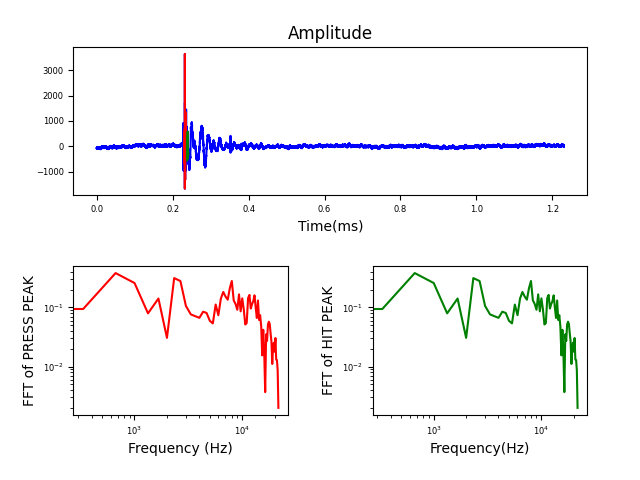 Amplitude
3000
2000
1000
0
−1000
0.0 0.2 0.4 0.6 0.8 1.0 1.2
Time(ms)
FFT of PRESS PEAK
10⁻¹
10⁻²
10³ 10⁴
Frequency (Hz)
FFT of HIT PEAK
10⁻¹
10⁻²
10³ 10⁴
Frequency(Hz)